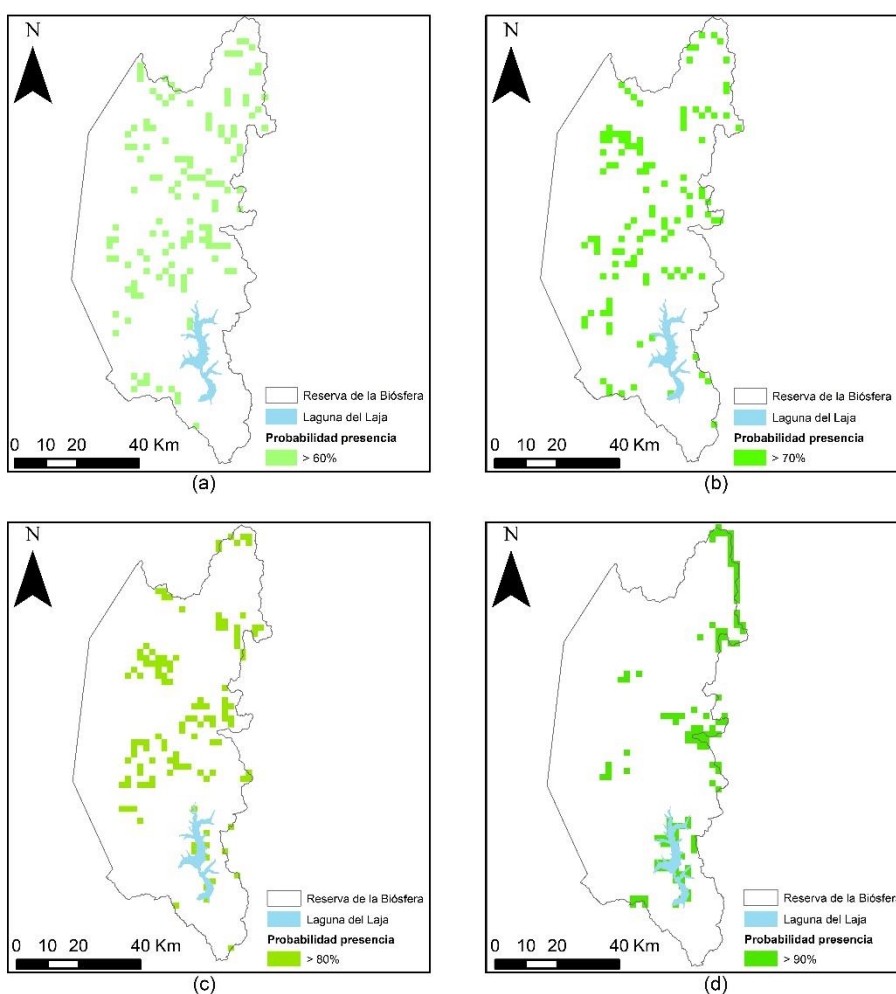 N
Reserva de la Biósfera
Laguna del Laja
Probabilidad presencia
> 60%
0 10 20 40 Km
(a)
N
Reserva de la Biósfera
Laguna del Laja
Probabilidad presencia
> 70%
0 10 20 40 Km
(b)
N
Reserva de la Biósfera
Laguna del Laja
Probabilidad presencia
> 80%
0 10 20 40 Km
(c)
N
Reserva de la Biósfera
Laguna del Laja
Probabilidad presencia
> 90%
0 10 20 40 Km
(d)